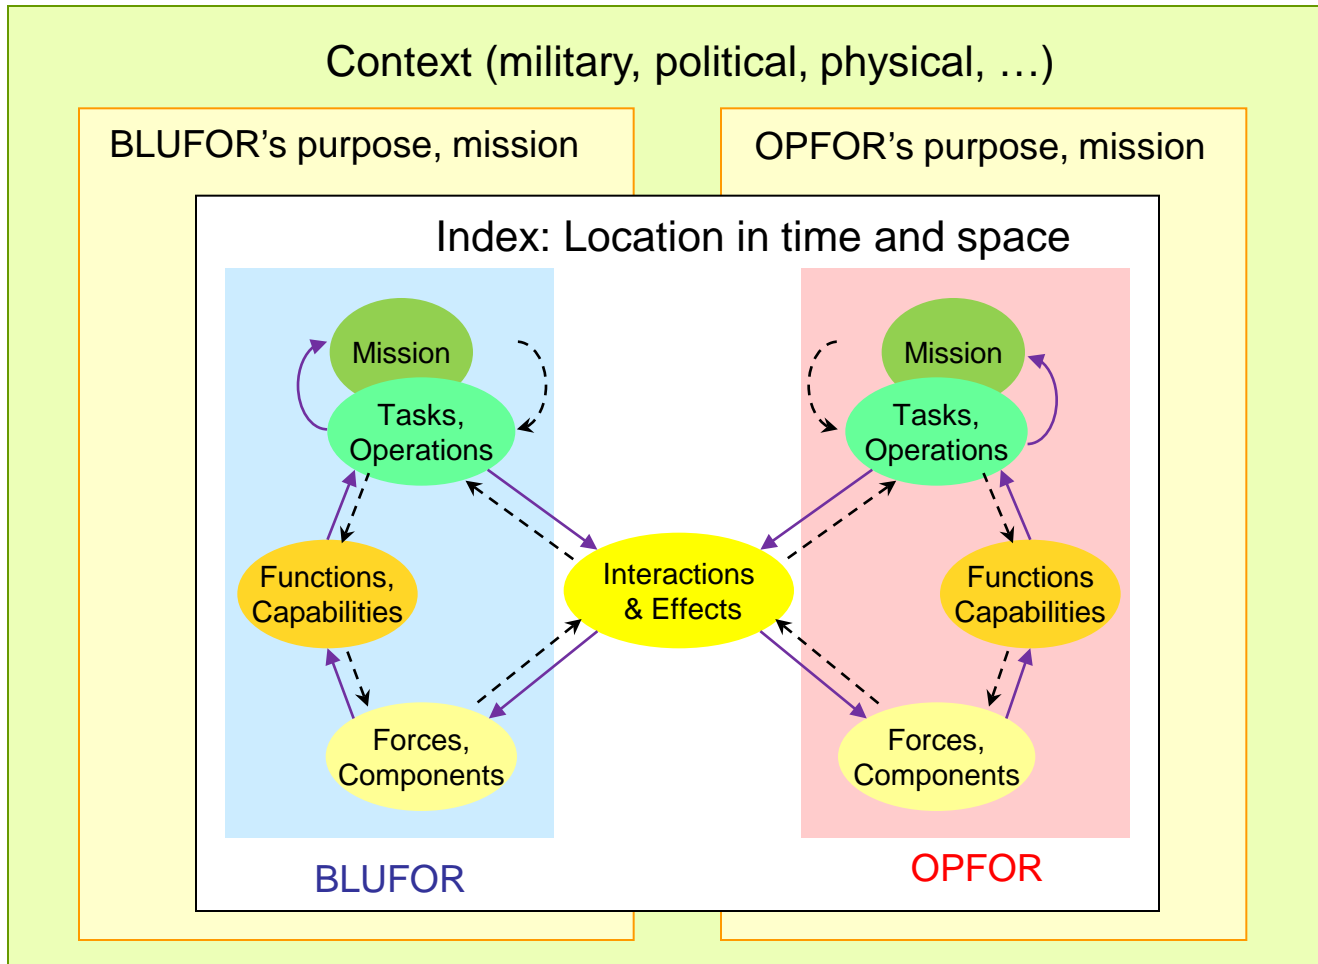 Context (military, political, physical, …)
BLUFOR’s purpose, mission
OPFOR’s purpose, mission
Index: Location in time and space
Mission
Tasks,
Operations
Functions,
Capabilities
Forces,
Components
BLUFOR
Interactions
& Effects
Mission
Tasks,
Operations
Functions
Capabilities
Forces,
Components
OPFOR